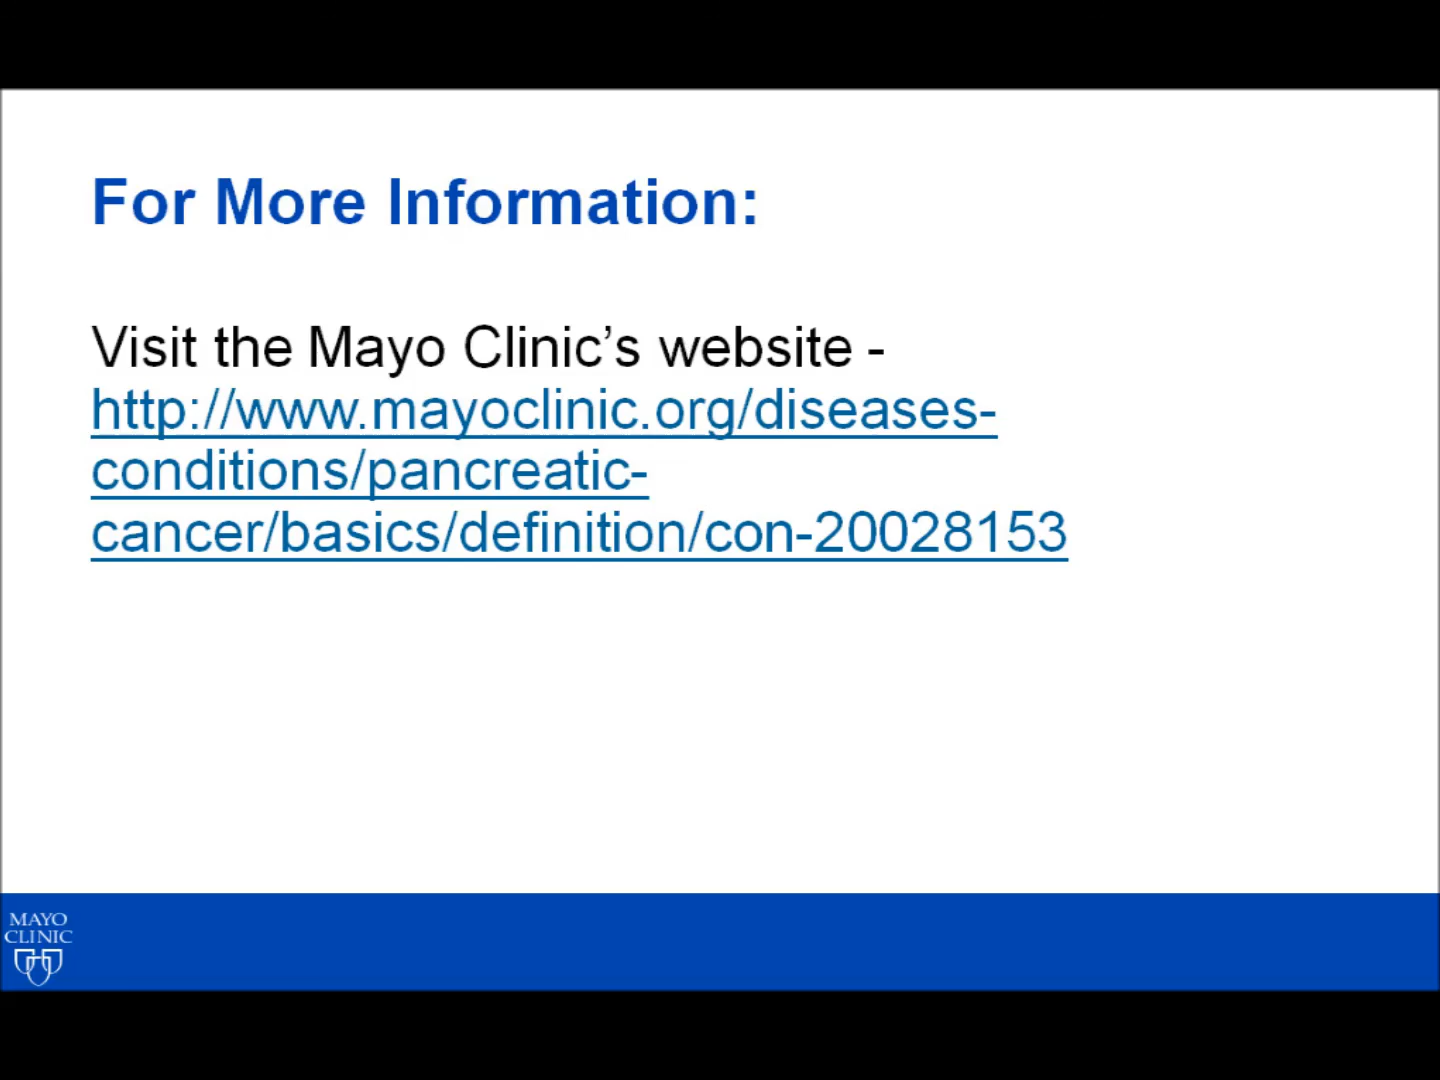 For More Information:
Visit the Mayo Clinic’s website -
http://www.mayoclinic.org/diseases-
conditions/pancreatic-
cancer/basics/definition/con-20028153
MAYO
CLINIC